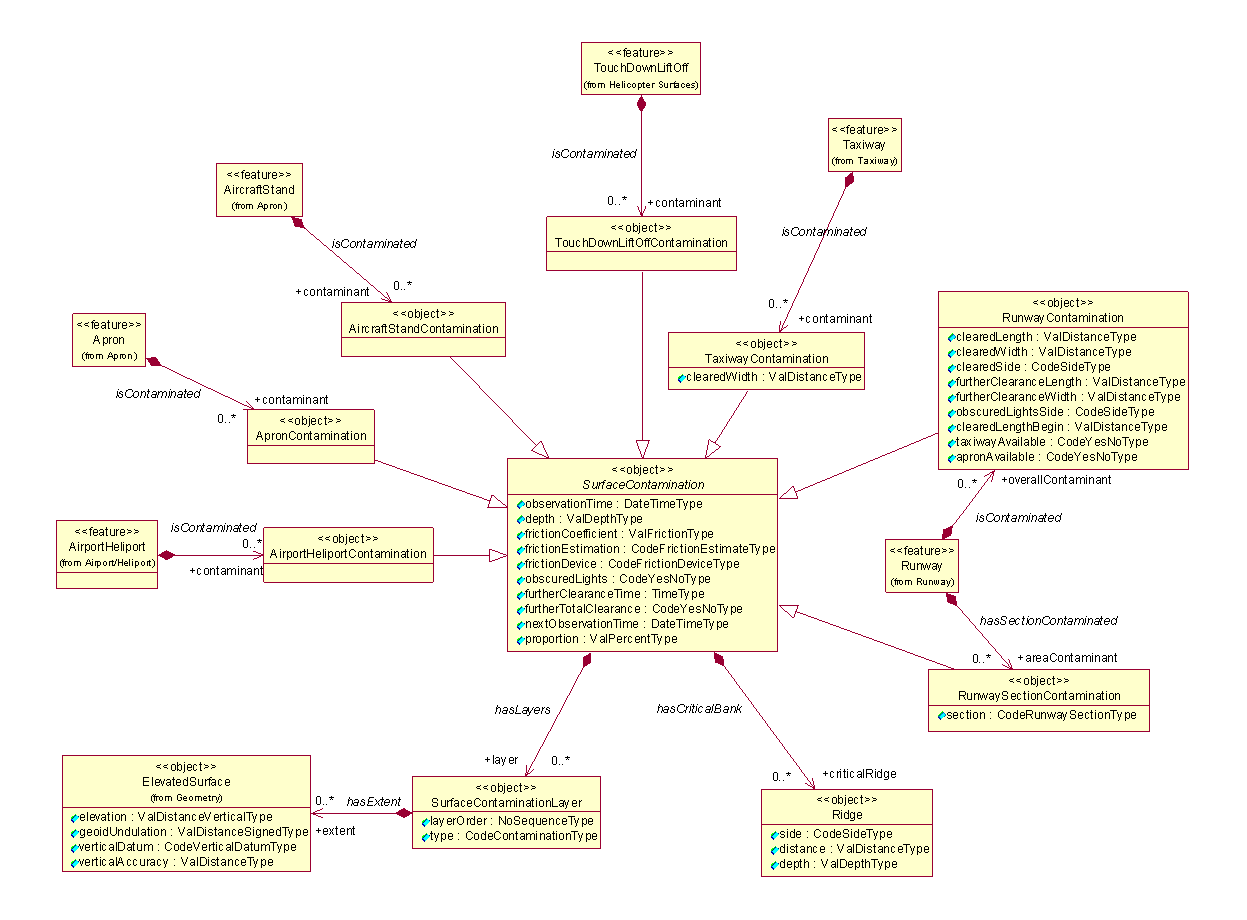 <<feature>>
TouchDownLiftOff
(from Helicopter Surfaces)
isContaminated
0..*
+contaminant
<<object>>
TouchDownLiftOffContamination
<<feature>>
Taxiway
(from Taxiway)
isContaminated
0..*
+contaminant
<<object>>
TaxiwayContamination
clearedWidth : ValDistanceType
<<feature>>
AircraftStand
(from Apron)
isContaminated
0..*
+contaminant
<<object>>
AircraftStandContamination
<<feature>>
Apron
(from Apron)
isContaminated
+contaminant
0..*
<<object>>
ApronContamination
<<object>>
RunwayContamination
clearedLength : ValDistanceType
clearedWidth : ValDistanceType
clearedSide : CodeSideType
furtherClearanceLength : ValDistanceType
furtherClearanceWidth : ValDistanceType
obscuredLightsSide : CodeSideType
clearedLengthBegin : ValDistanceType
taxiwayAvailable : CodeYesNoType
apronAvailable : CodeYesNoType
0..*
+overallContaminant
isContaminated
<<feature>>
AirportHeliport
(from Airport/Heliport)
isContaminated
0..*
+contaminant
<<object>>
AirportHeliportContamination
<<object>>
SurfaceContamination
observationTime : DateTimeType
depth : ValDepthType
frictionCoefficient : ValFrictionType
frictionEstimation : CodeFrictionEstimateType
frictionDevice : CodeFrictionDeviceType
obscuredLights : CodeYesNoType
furtherClearanceTime : TimeType
furtherTotalClearance : CodeYesNoType
nextObservationTime : DateTimeType
proportion : ValPercentType
<<feature>>
Runway
(from Runway)
hasSectionContaminated
0..*
+areaContaminant
<<object>>
RunwaySectionContamination
section : CodeRunwaySectionType
hasLayers
+layer
0..*
hasCriticalBank
0..*
+criticalRidge
<<object>>
ElevatedSurface
(from Geometry)
elevation : ValDistanceVerticalType
geoidUndulation : ValDistanceSignedType
verticalDatum : CodeVerticalDatumType
verticalAccuracy : ValDistanceType
0..*
hasExtent
+extent
<<object>>
SurfaceContaminationLayer
layerOrder : NoSequenceType
type : CodeContaminationType
<<object>>
Ridge
side : CodeSideType
distance : ValDistanceType
depth : ValDepthType